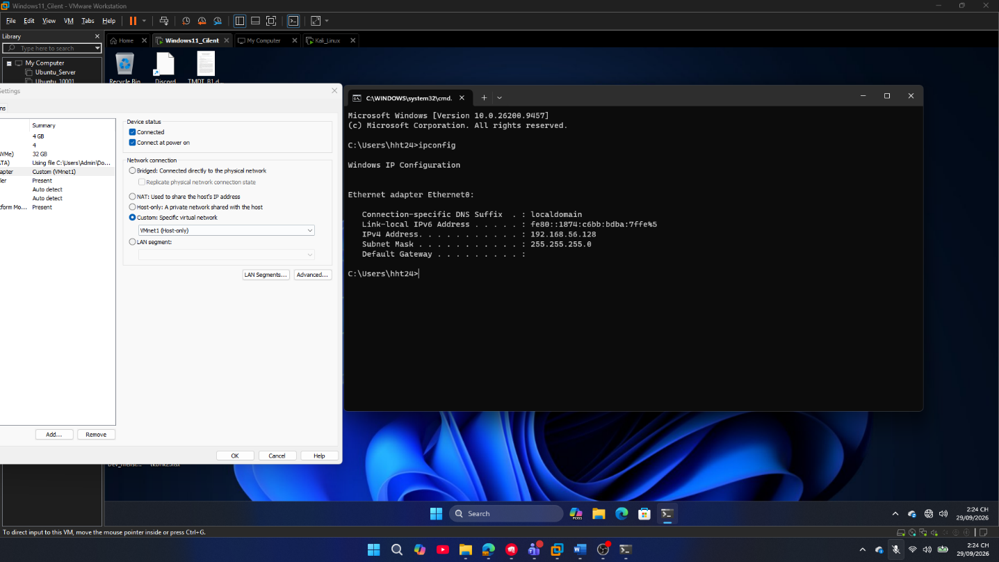 Windows11_Cilent - VMware Workstation
File Edit View VM Tabs Help
Library
Type here to search
My Computer
Ubuntu_Server
Ubuntu_10001
Home
Windows11_Cilent
My Computer
Kali_Linux
Recycle Bin
Discord
TMDT_B1.d...
Settings
ns
Summary
4 GB
4
NVMe) 32 GB
ATA) Using file C:\Users\Admin\Do...
apter Custom (VMnet1)
ler Present
Auto detect
Auto detect
tform Mo... Present
Add...
Remove
Device status
Connected
Connect at power on
Network connection
Bridged: Connected directly to the physical network
Replicate physical network connection state
NAT: Used to share the host's IP address
Host-only: A private network shared with the host
Custom: Specific virtual network
VMnet1 (Host-only)
LAN segment:
LAN Segments...
Advanced...
OK
Cancel
Help
C:\WINDOWS\system32\cmd.
Microsoft Windows [Version 10.0.26200.9457]
(c) Microsoft Corporation. All rights reserved.
C:\Users\hht24>ipconfig
Windows IP Configuration
Ethernet adapter Ethernet0:
Connection-specific DNS Suffix . : localdomain
Link-local IPv6 Address . . . . . : fe80::1874:c6bb:bdba:7ffe%5
IPv4 Address. . . . . . . . . . . : 192.168.56.128
Subnet Mask . . . . . . . . . . . : 255.255.255.0
Default Gateway . . . . . . . . . :
C:\Users\hht24>
Search
M365
2:24 CH
29/09/2026
To direct input to this VM, move the mouse pointer inside or press Ctrl+G.
2:24 CH
29/09/2026